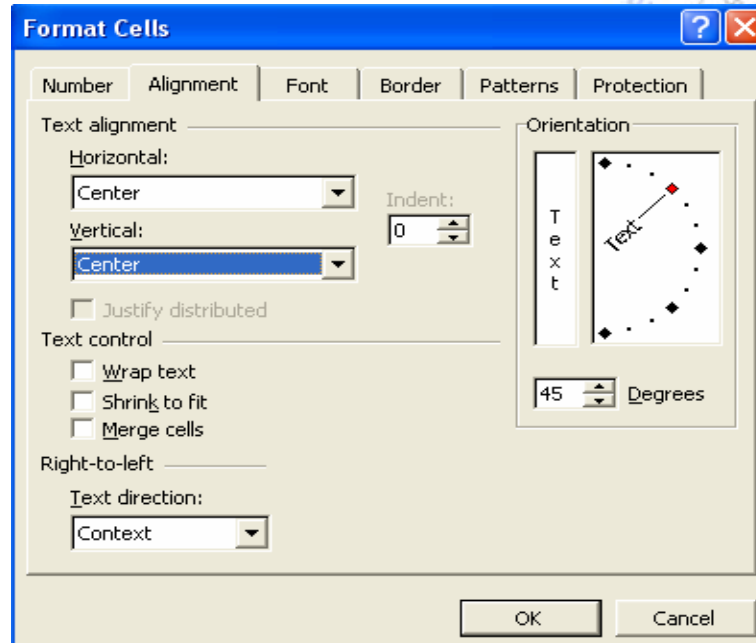 Format Cells
Number Alignment Font Border Patterns Protection
Text alignment
Horizontal:
Center
Indent:
0
Vertical:
Center
Justify distributed
Text control
Wrap text
Shrink to fit
Merge cells
Right-to-left
Text direction:
Context
Orientation
Text
Text
45 Degrees
OK Cancel